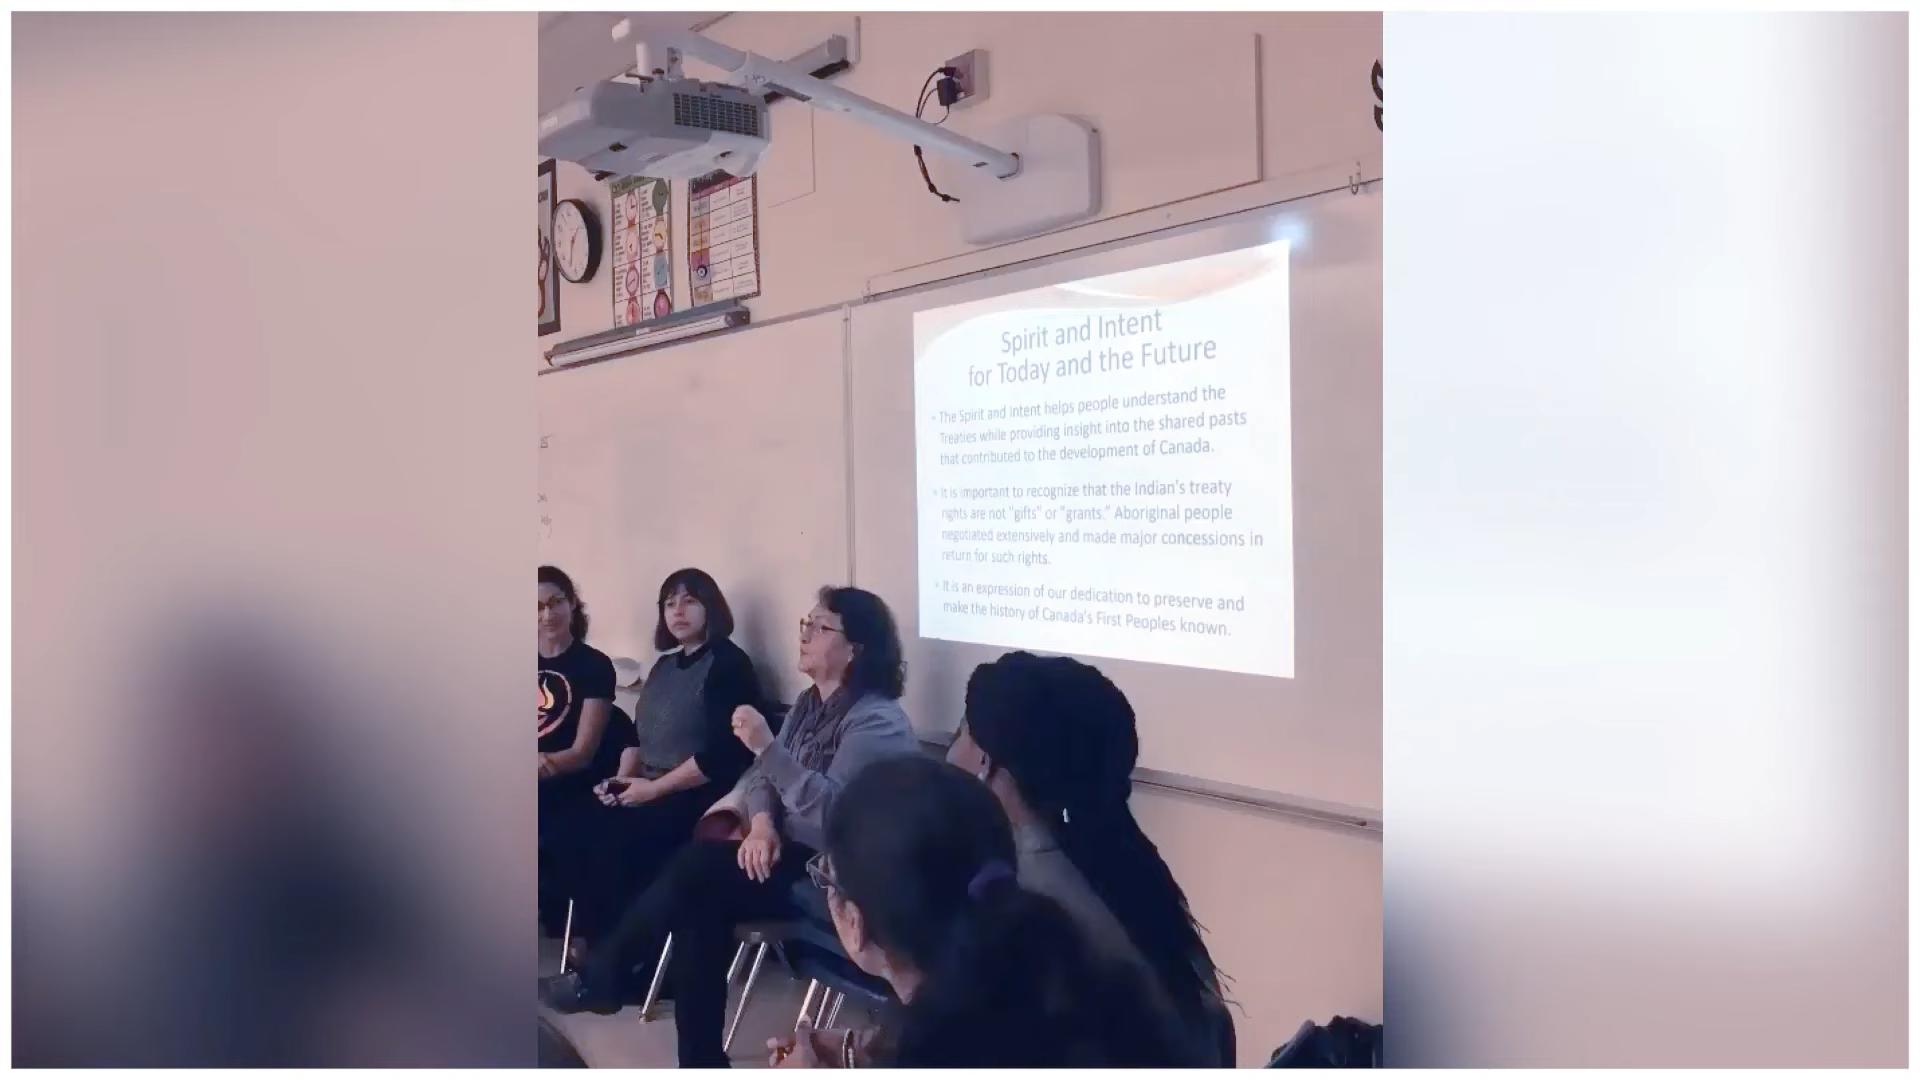 Spirit and Intent
for Today and the Future
• The Spirit and Intent helps people understand the
Treaties while providing insight into the shared pasts
that contributed to the development of Canada.
• It is important to recognize that the Indian's treaty
rights are not "gifts" or "grants." Aboriginal people
negotiated extensively and made major concessions in
return for such rights.
• It is an expression of our dedication to preserve and
make the history of Canada's First Peoples known.